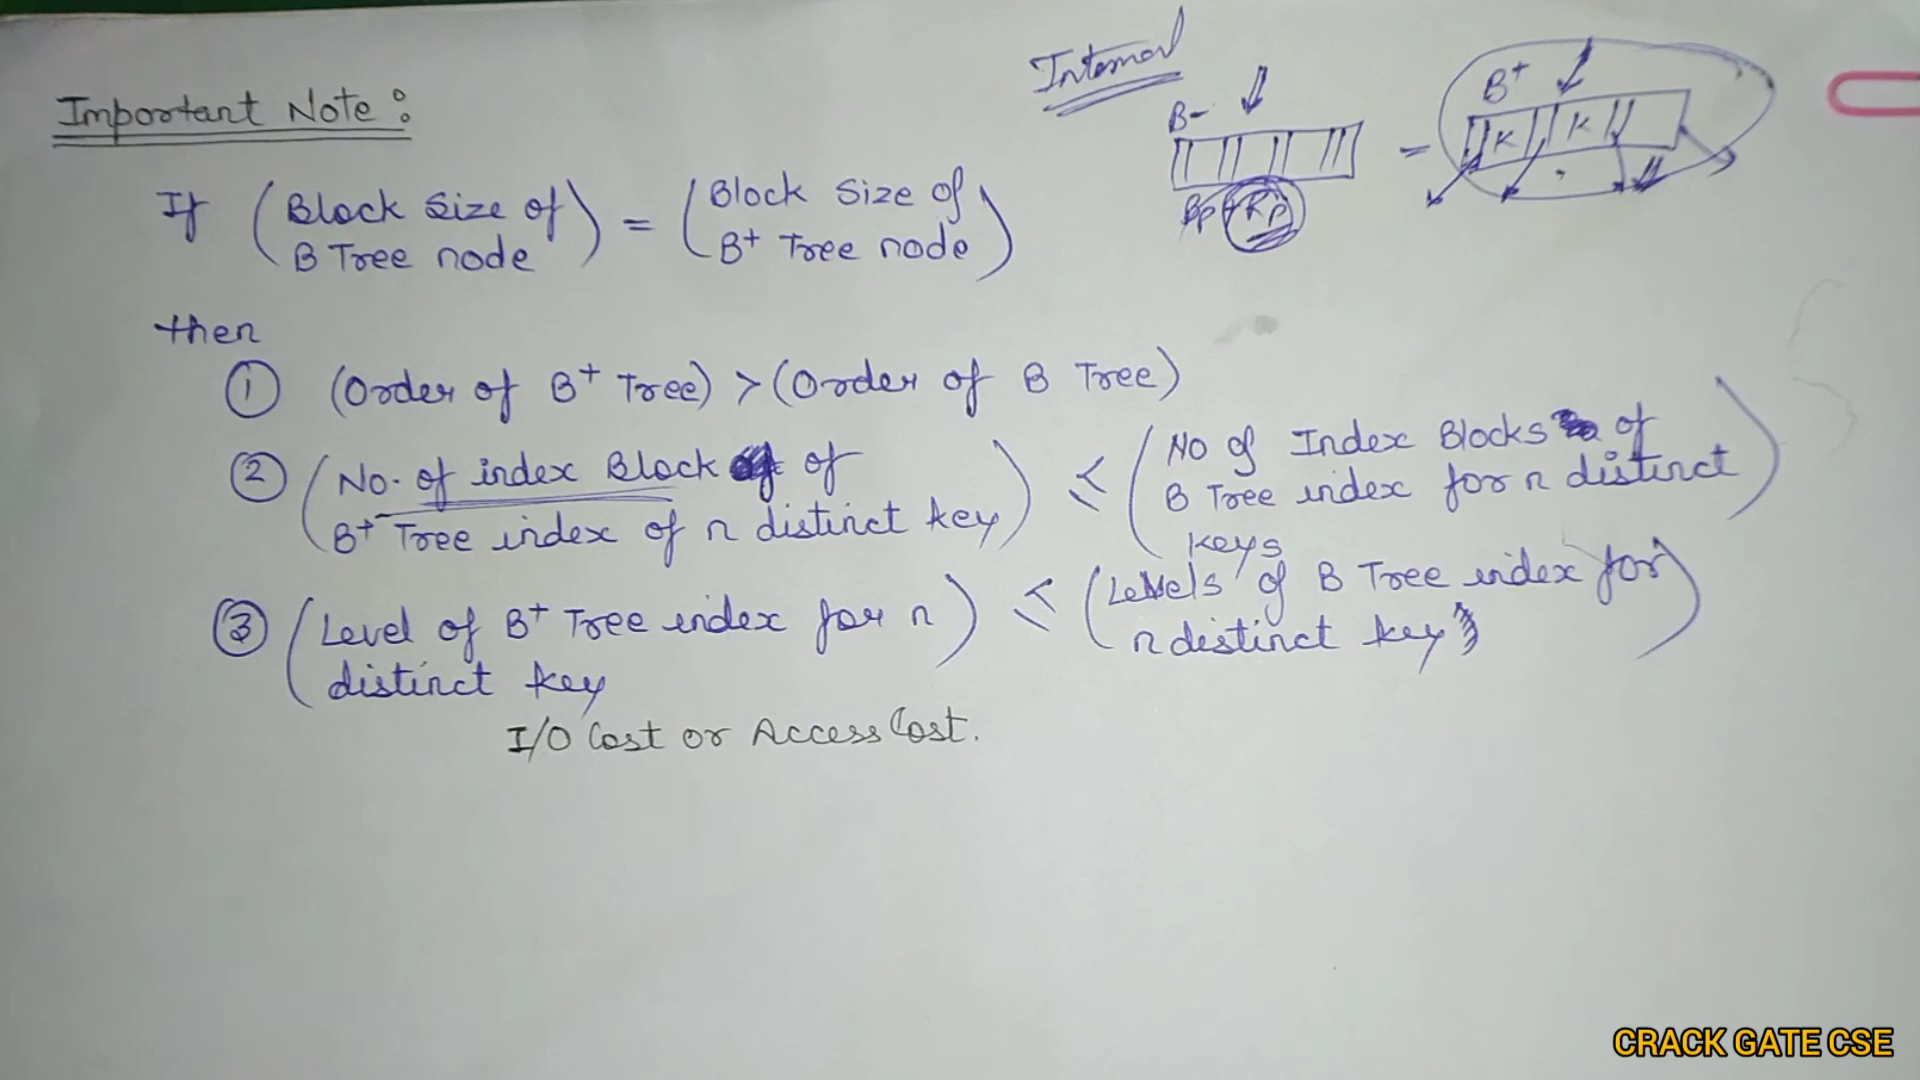 Important Note :
Internal
B-
Bp + Rp
=
B+
K K
If (Block Size of B Tree node) = (Block Size of B+ Tree node)
then
① (Order of B+ Tree) > (Order of B Tree)
② (No. of index Block of
B+ Tree index of n distinct key) ≤ (No of Index Blocks of
B Tree index for n distinct
keys
③ (Level of B+ Tree index for n
distinct key) ≤ (Levels of B Tree index for
n distinct key)
I/O Cost or Access Cost.
CRACK GATE CSE